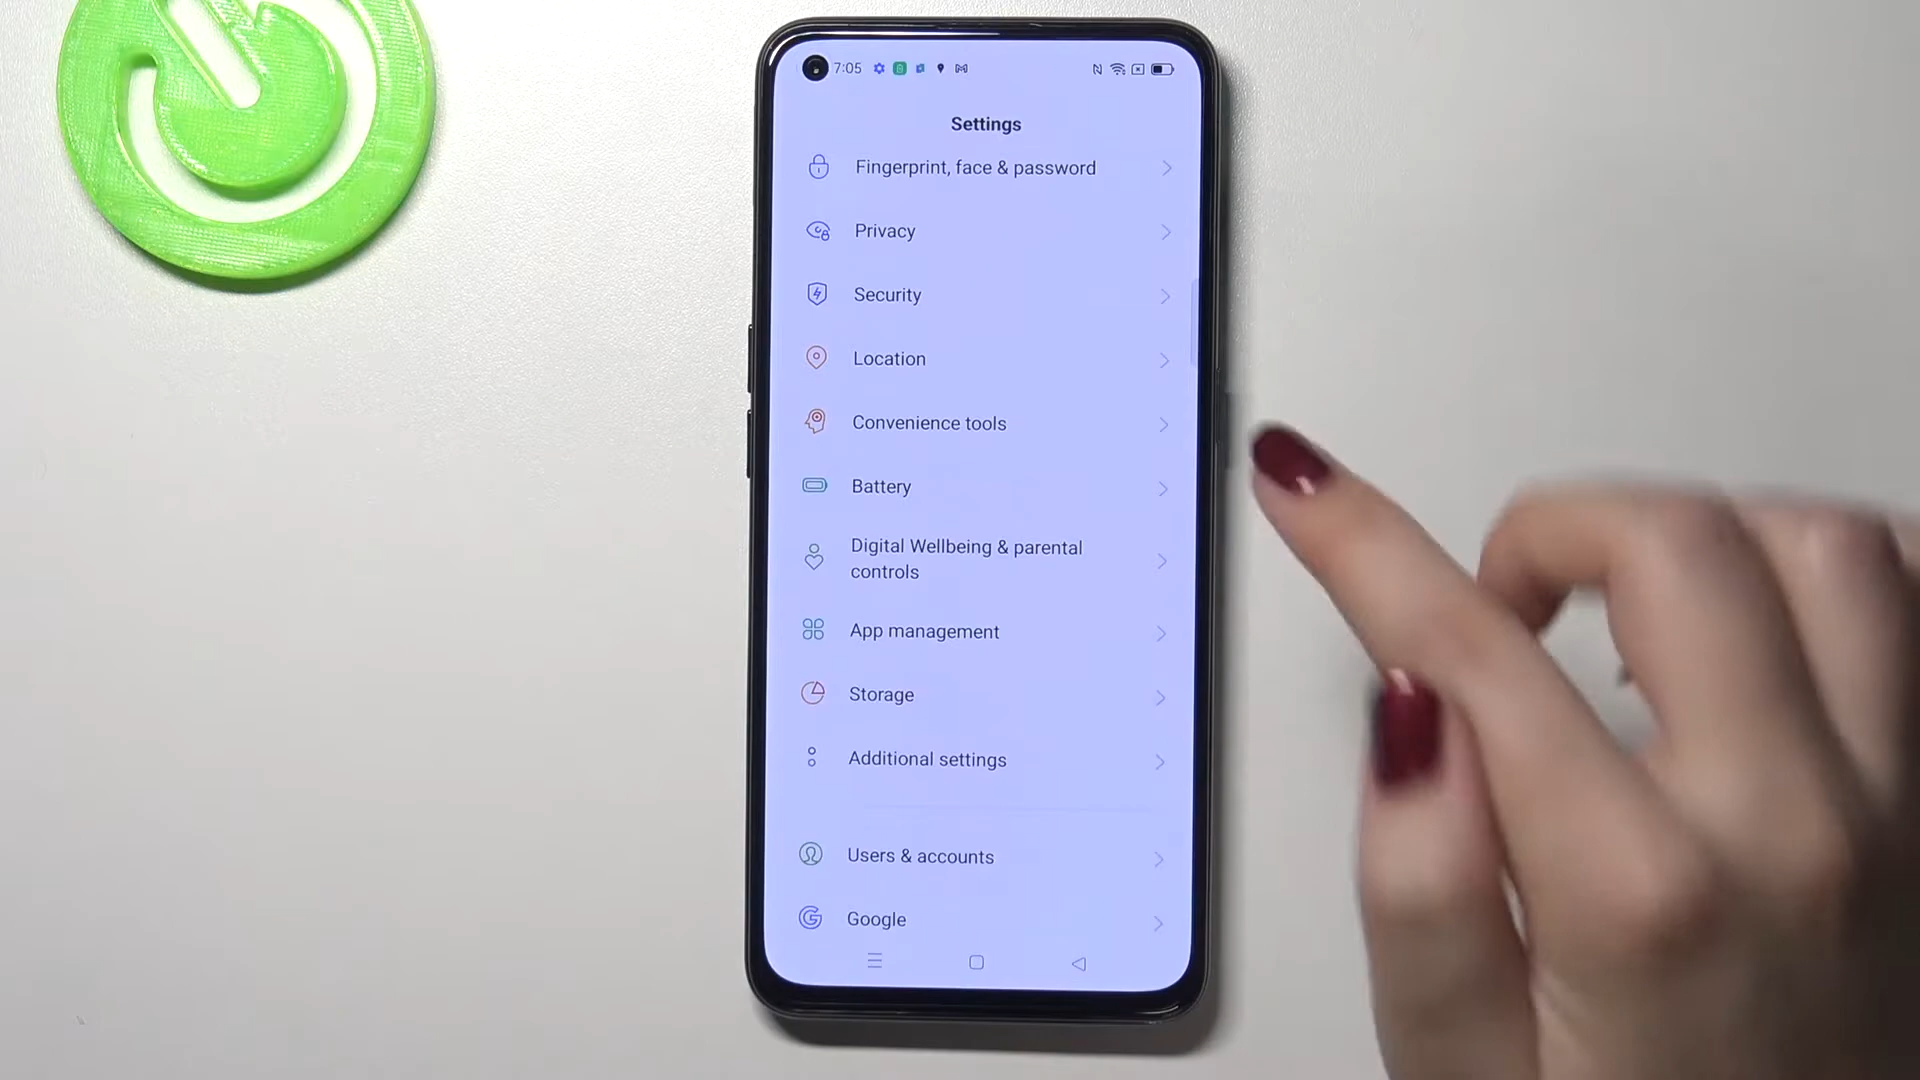 7:05
Settings
Fingerprint, face & password
Privacy
Security
Location
Convenience tools
Battery
Digital Wellbeing & parental
controls
App management
Storage
Additional settings
Users & accounts
Google